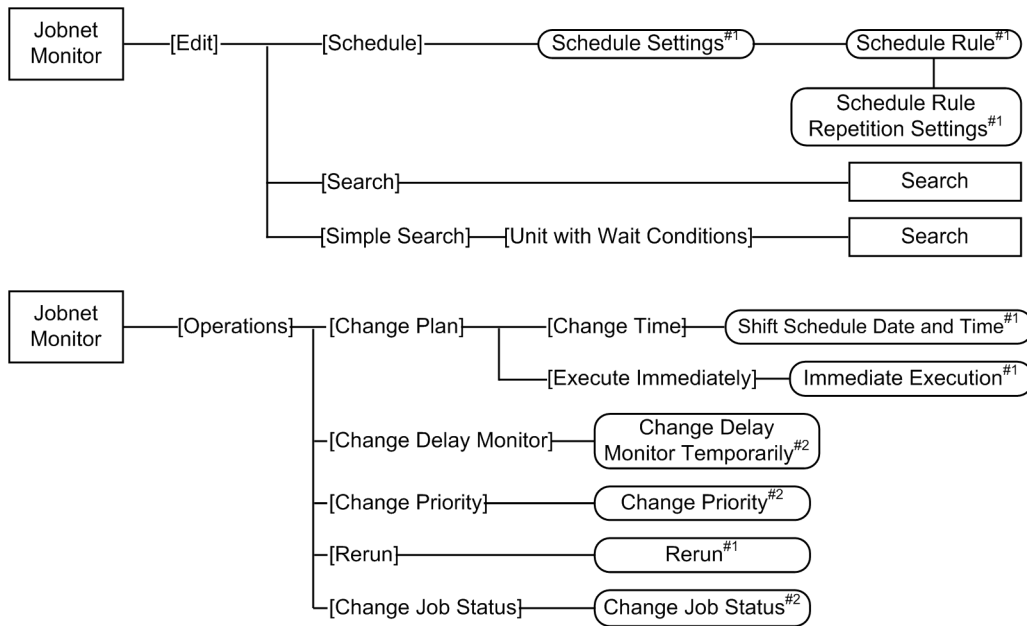 Jobnet
Monitor
[Edit]
[Schedule]
Schedule Settings#1
Schedule Rule#1
Schedule Rule
Repetition Settings#1
[Search]
Search
[Simple Search]
[Unit with Wait Conditions]
Search
Jobnet
Monitor
[Operations]
[Change Plan]
[Change Time]
Shift Schedule Date and Time#1
[Execute Immediately]
Immediate Execution#1
[Change Delay Monitor]
Change Delay
Monitor Temporarily#2
[Change Priority]
Change Priority#2
[Rerun]
Rerun#1
[Change Job Status]
Change Job Status#2